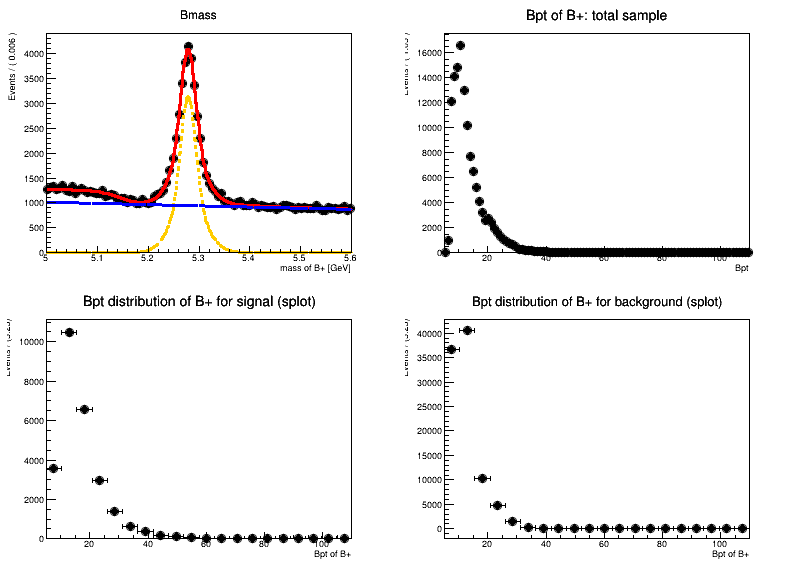 Bmass
Events / ( 0.006 )
4000
3500
3000
2500
2000
1500
1000
500
0
5 5.1 5.2 5.3 5.4 5.5 5.6
mass of B+ [GeV]
Bpt of B+: total sample
16000
14000
12000
10000
8000
6000
4000
2000
0
20 40 60 80 100
Bpt
Bpt distribution of B+ for signal (splot)
10000
8000
6000
4000
2000
0
20 40 60 80 100
Bpt of B+
Bpt distribution of B+ for background (splot)
40000
35000
30000
25000
20000
15000
10000
5000
0
20 40 60 80 100
Bpt of B+